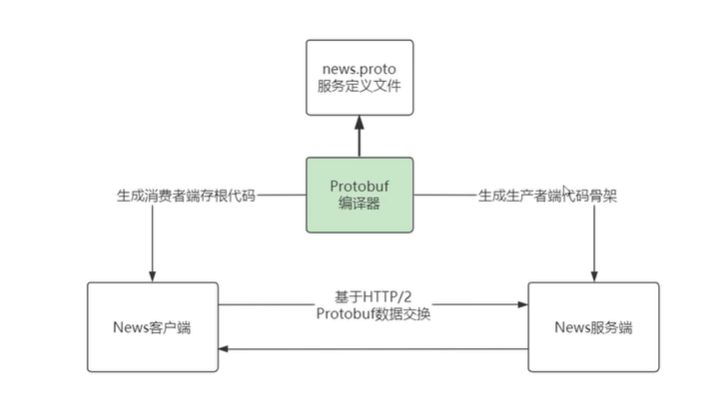 news.proto
服务定义文件
Protobuf
编译器
生成消费者端存根代码
生成生产者端代码骨架
基于HTTP/2
Protobuf数据交换
News客户端
News服务端